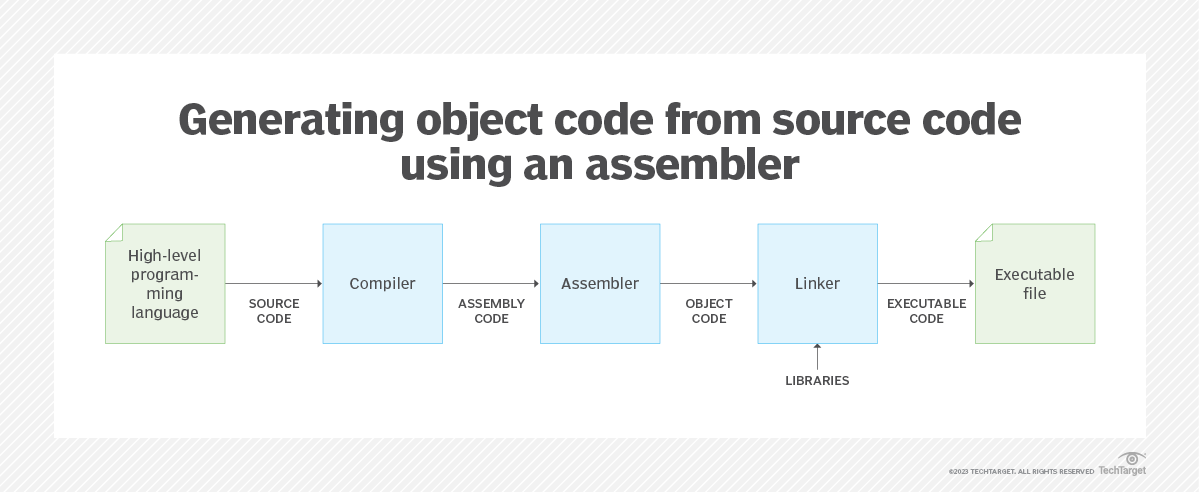 Generating object code from source code
using an assembler
High-level
program-
ming
language
SOURCE
CODE
Compiler
ASSEMBLY
CODE
Assembler
OBJECT
CODE
Linker
LIBRARIES
EXECUTABLE
CODE
Executable
file
©2023 TECHTARGET. ALL RIGHTS RESERVED TechTarget